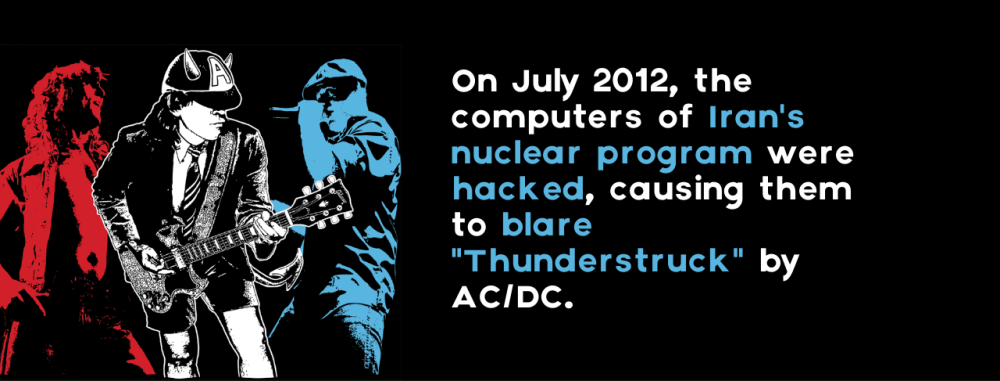 A
On July 2012, the
computers of Iran's
nuclear program were
hacked, causing them
to blare
"Thunderstruck" by
AC/DC.